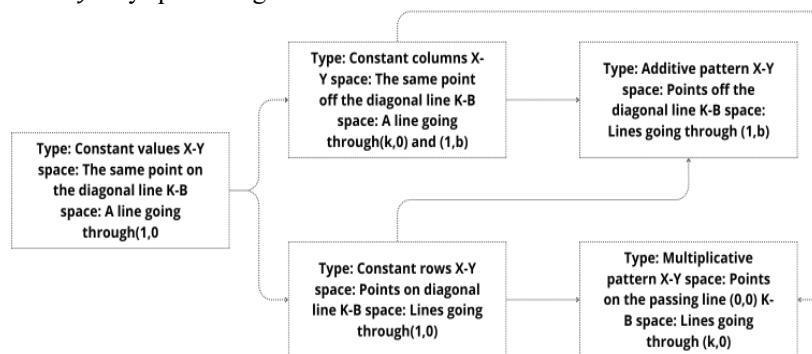 Type: Constant columns X-
Y space: The same point
off the diagonal line K-B
space: A line going
through(k,0) and (1,b)
Type: Additive pattern X-Y
space: Points off the
diagonal line K-B space:
Lines going through (1,b)
Type: Constant values X-Y
space: The same point on
the diagonal line K-B
space: A line going
through(1,0
Type: Constant rows X-Y
space: Points on diagonal
line K-B space: Lines going
through(1,0)
Type: Multiplicative
pattern X-Y space: Points
on the passing line (0,0) K-
B space: Lines going
through (k,0)